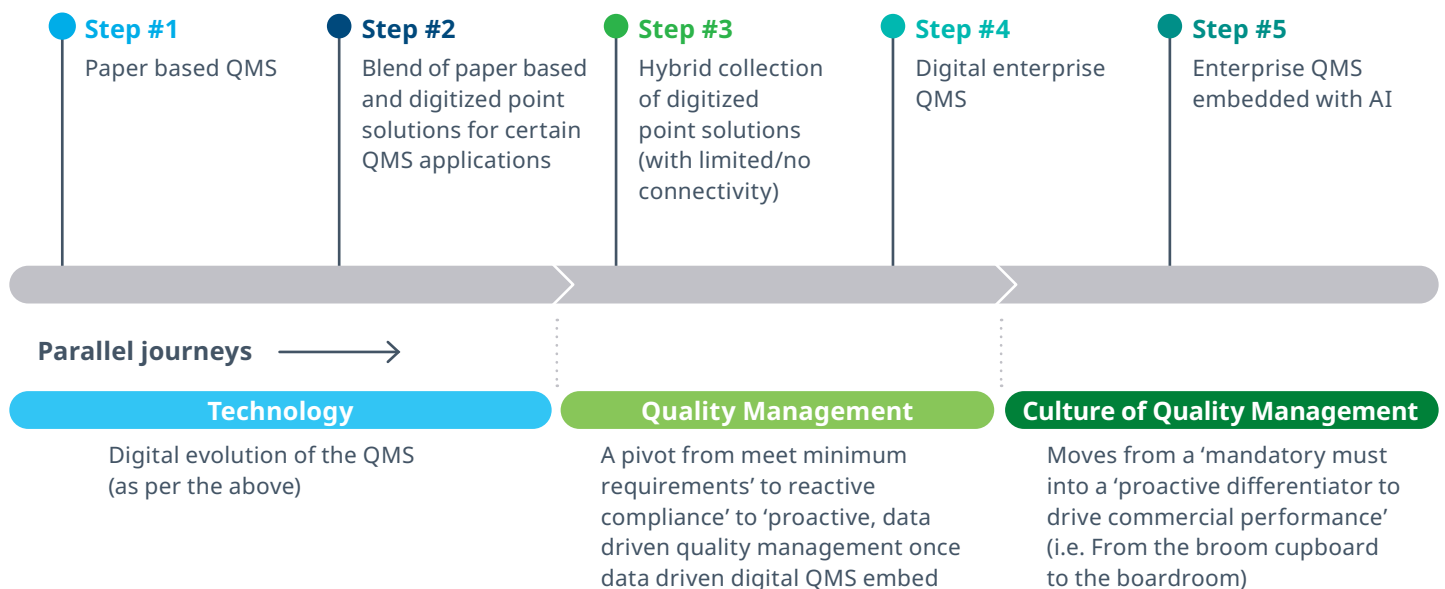 Step #1
Paper based QMS
Step #2
Blend of paper based
and digitized point
solutions for certain
QMS applications
Step #3
Hybrid collection
of digitized
point solutions
(with limited/no
connectivity)
Step #4
Digital enterprise
QMS
Step #5
Enterprise QMS
embedded with AI
Parallel journeys
Technology
Digital evolution of the QMS
(as per the above)
Quality Management
A pivot from meet minimum
requirements’ to reactive
compliance’ to ‘proactive, data
driven quality management once
data driven digital QMS embed
Culture of Quality Management
Moves from a ‘mandatory must
into a ‘proactive differentiator to
drive commercial performance’
(i.e. From the broom cupboard
to the boardroom)